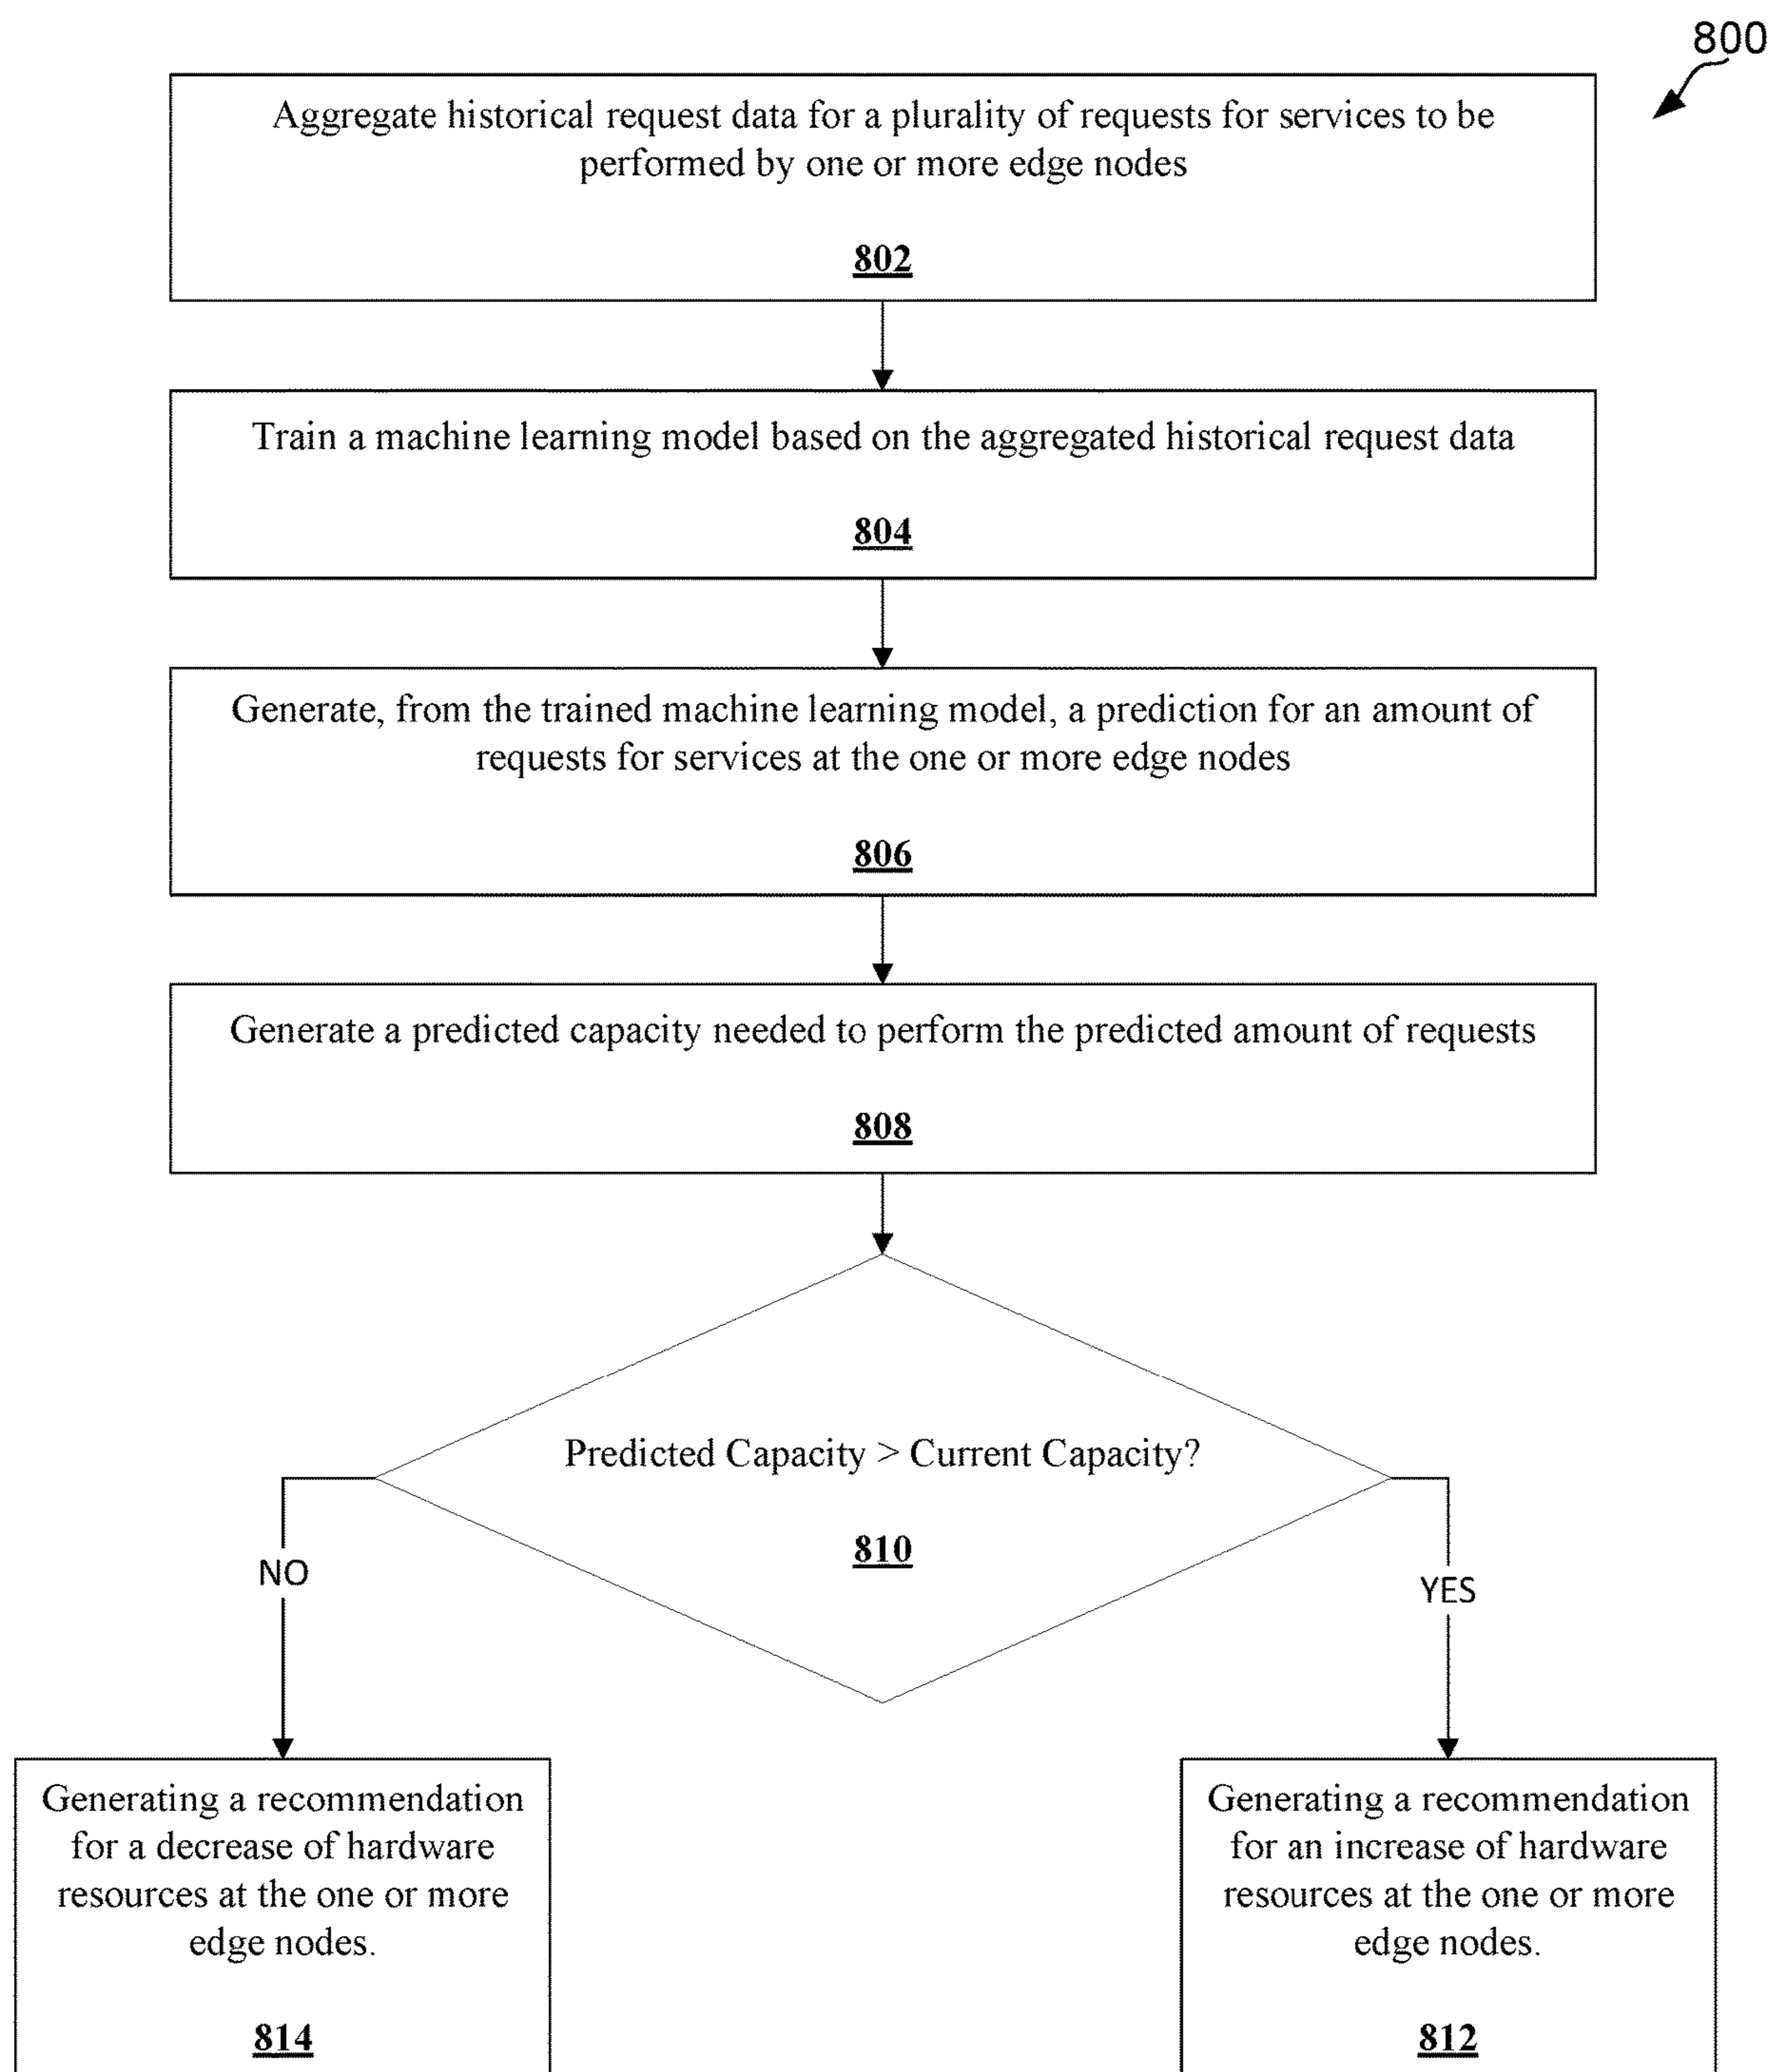 800
Aggregate historical request data for a plurality of requests for services to be
performed by one or more edge nodes
802
Train a machine learning model based on the aggregated historical request data
804
Generate, from the trained machine learning model, a prediction for an amount of
requests for services at the one or more edge nodes
806
Generate a predicted capacity needed to perform the predicted amount of requests
808
Predicted Capacity > Current Capacity?
810
NO
YES
Generating a recommendation
for a decrease of hardware
resources at the one or more
edge nodes.
814
Generating a recommendation
for an increase of hardware
resources at the one or more
edge nodes.
812